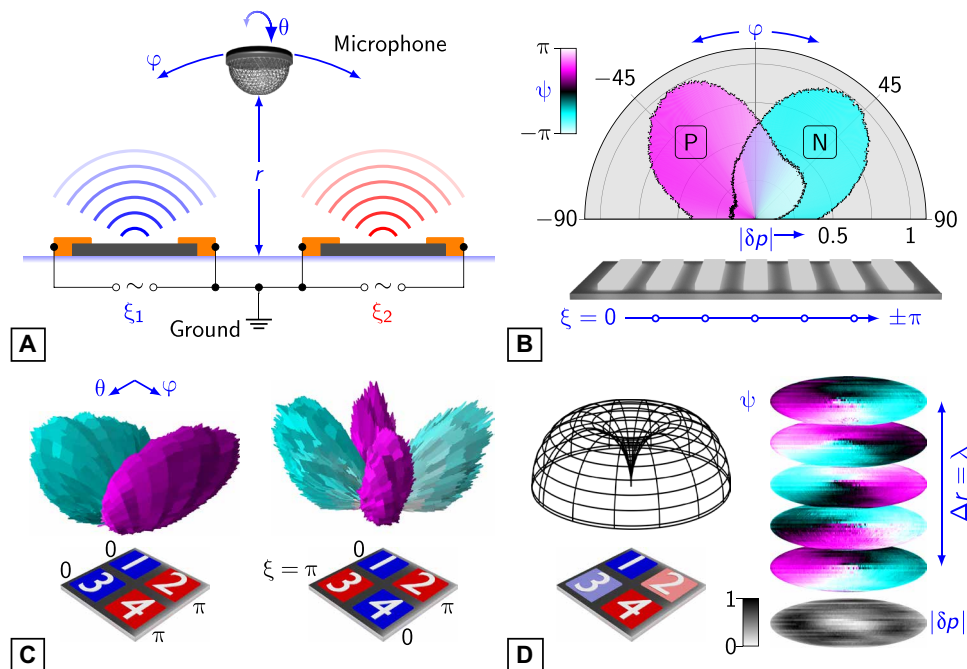 θ
Microphone
φ
r
~
~
ξ1
ξ2
Ground
A
φ
π
ψ
−π
−45
45
P
N
−90
90
|δp|
0.5
1
ξ = 0
±π
B
θ
φ
0
0
1
2
3
4
π
π
ξ = π
0
1
2
3
4
π
0
C
1
2
3
4
D
ψ
Δr = λ
1
0
|δp|